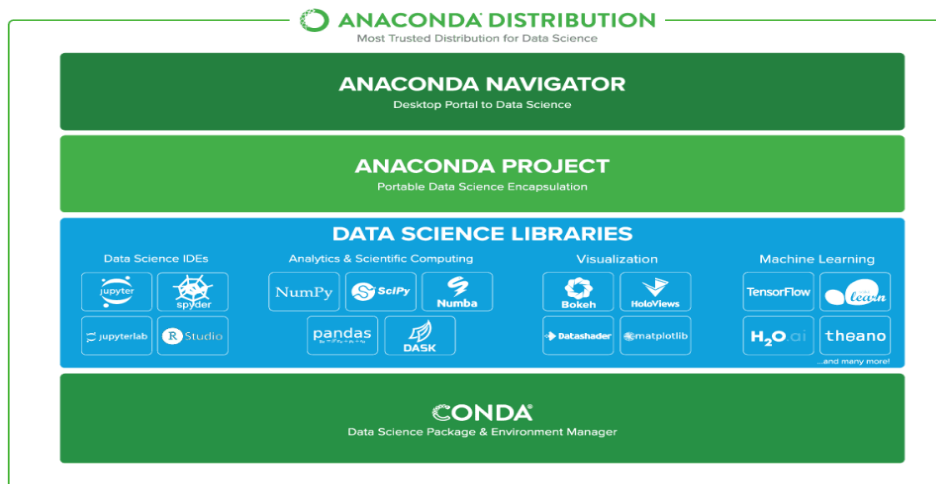 ANACONDA DISTRIBUTION
Most Trusted Distribution for Data Science
ANACONDA NAVIGATOR
Desktop Portal to Data Science
ANACONDA PROJECT
Portable Data Science Encapsulation
DATA SCIENCE LIBRARIES
Data Science IDEs
jupyter
spyder
jupyterlab
R Studio
Analytics & Scientific Computing
NumPy
SciPy
Numba
pandas
DASK
Visualization
Bokeh
HoloViews
Datashader
matplotlib
Machine Learning
TensorFlow
learn
H2O.ai
theano
...and many more!
CONDA
Data Science Package & Environment Manager